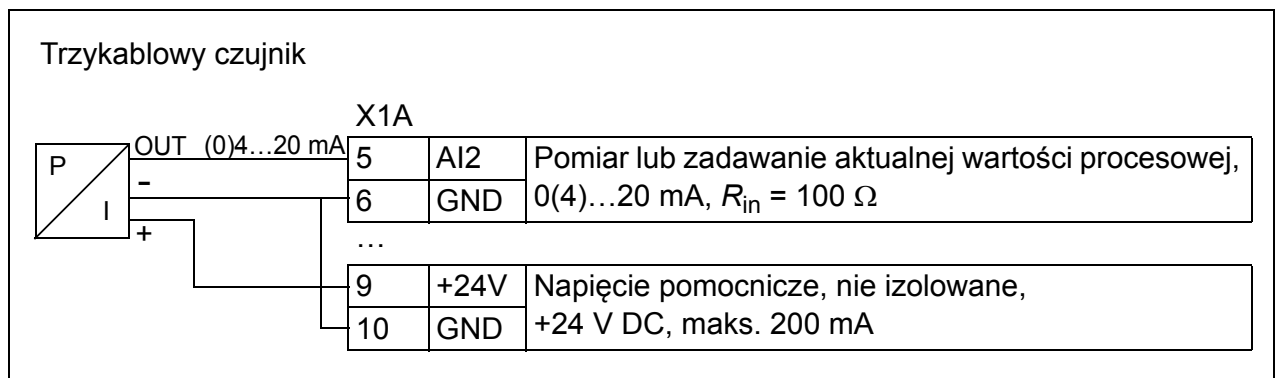 Trzykablowy czujnik
X1A
P
I
OUT (0)4…20 mA
-
+
5 AI2 Pomiar lub zadawanie aktualnej wartości procesowej,
6 GND 0(4)…20 mA, Rin = 100 Ω
…
9 +24V Napięcie pomocnicze, nie izolowane,
10 GND +24 V DC, maks. 200 mA